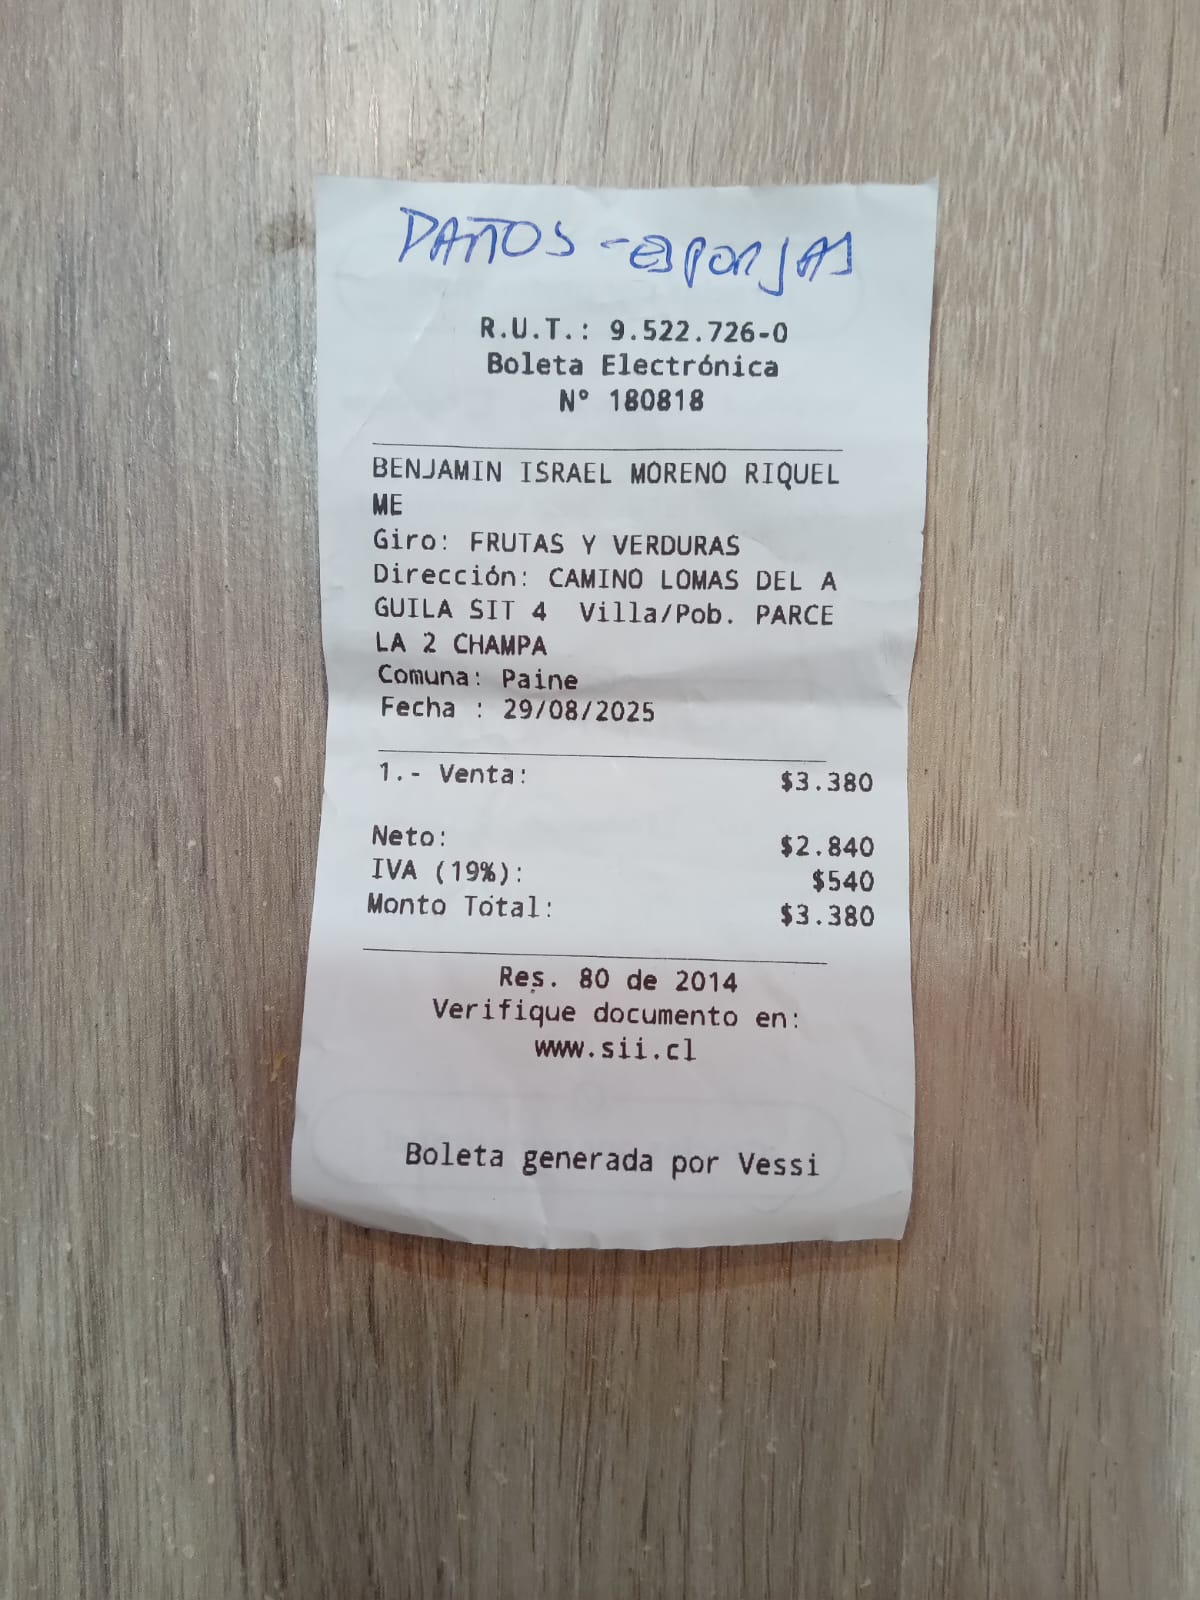 PAÑOS - esponjas
R.U.T.: 9.522.726-0
Boleta Electrónica
N° 180818
BENJAMIN ISRAEL MORENO RIQUEL
ME
Giro: FRUTAS Y VERDURAS
Dirección: CAMINO LOMAS DEL A
GUILA SIT 4 Villa/Pob. PARCE
LA 2 CHAMPA
Comuna: Paine
Fecha : 29/08/2025
1.- Venta: $3.380
Neto: $2.840
IVA (19%): $540
Monto Total: $3.380
Res. 80 de 2014
Verifique documento en:
www.sii.cl
Boleta generada por Vessi